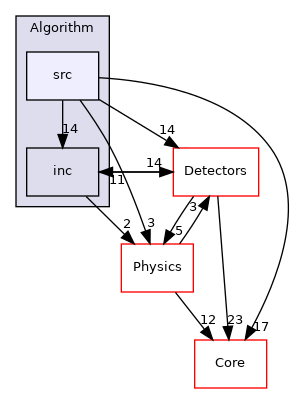 Algorithm
src
14
14
14
inc
11
Detectors
2
3
3
5
Physics
12
23
17
Core